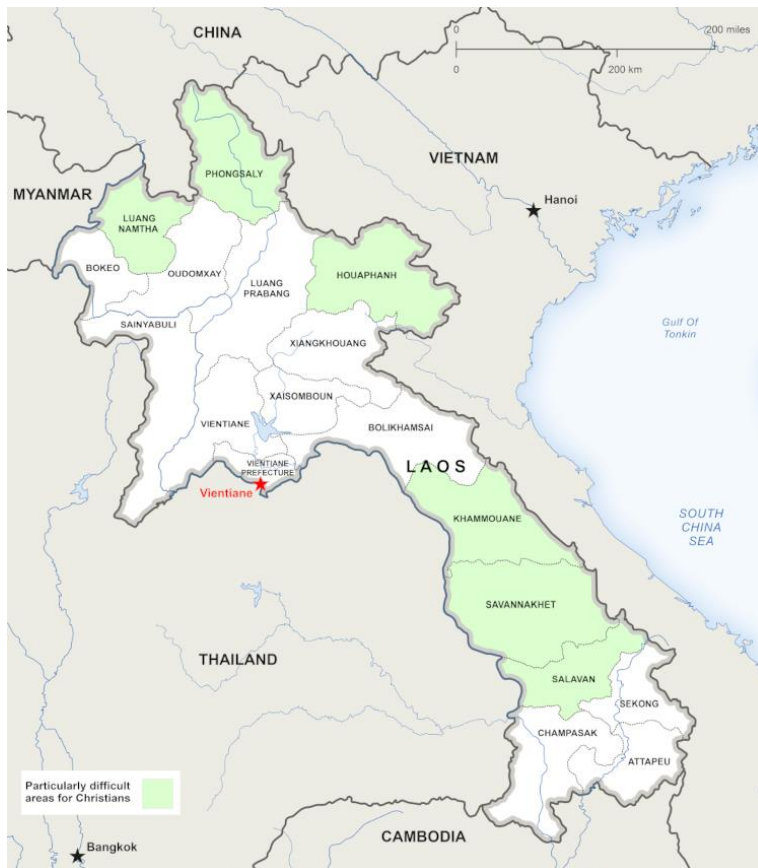 CHINA
200 miles
0
0
200 km
VIETNAM
PHONGSALY
MYANMAR
Hanoi
LUANG
NAMTHA
BOKEO
OUDOMXAY
LUANG
PRABANG
HOUAPHANH
SAINYABULI
Gulf Of
Tonkin
XIANGKHOUANG
XAISOMBOUN
VIENTIANE
BOLIKHAMSAI
VIENTIANE
PREFECTURE
LAOS
Vientiane
KHAMMOUANE
SOUTH
CHINA
SEA
SAVANNAKHET
THAILAND
SALAVAN
SEKONG
CHAMPASAK
ATTAPEU
Particularly difficult
areas for Christians
CAMBODIA
Bangkok